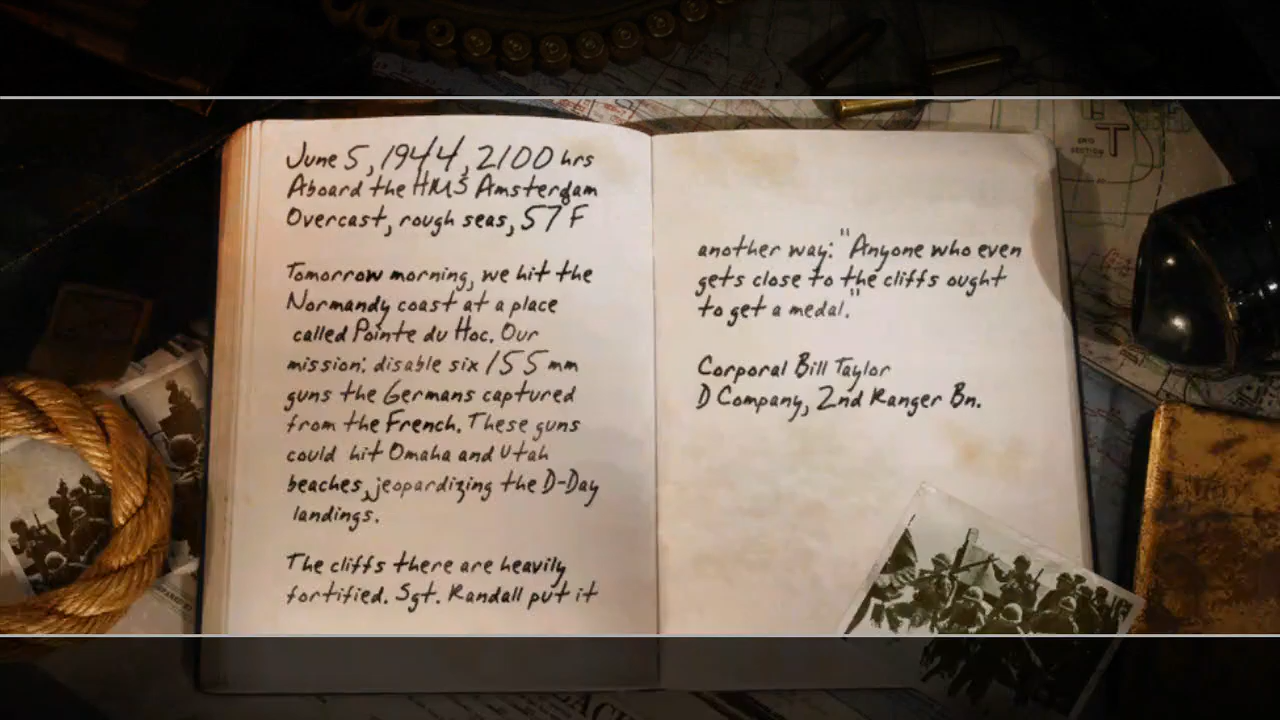 June 5, 1944, 2100 hrs
Aboard the HMS Amsterdam
Overcast, rough seas, 57 F
Tomorrow morning, we hit the
Normandy coast at a place
called Pointe du Hoc. Our
mission: disable six 155 mm
guns the Germans captured
from the French. These guns
could hit Omaha and Utah
beaches, jeopardizing the D-Day
landings.
The cliffs there are heavily
fortified. Sgt. Randall put it
another way: "Anyone who even
gets close to the cliffs ought
to get a medal."
Corporal Bill Taylor
D Company, 2nd Ranger Bn.
T
SECTION